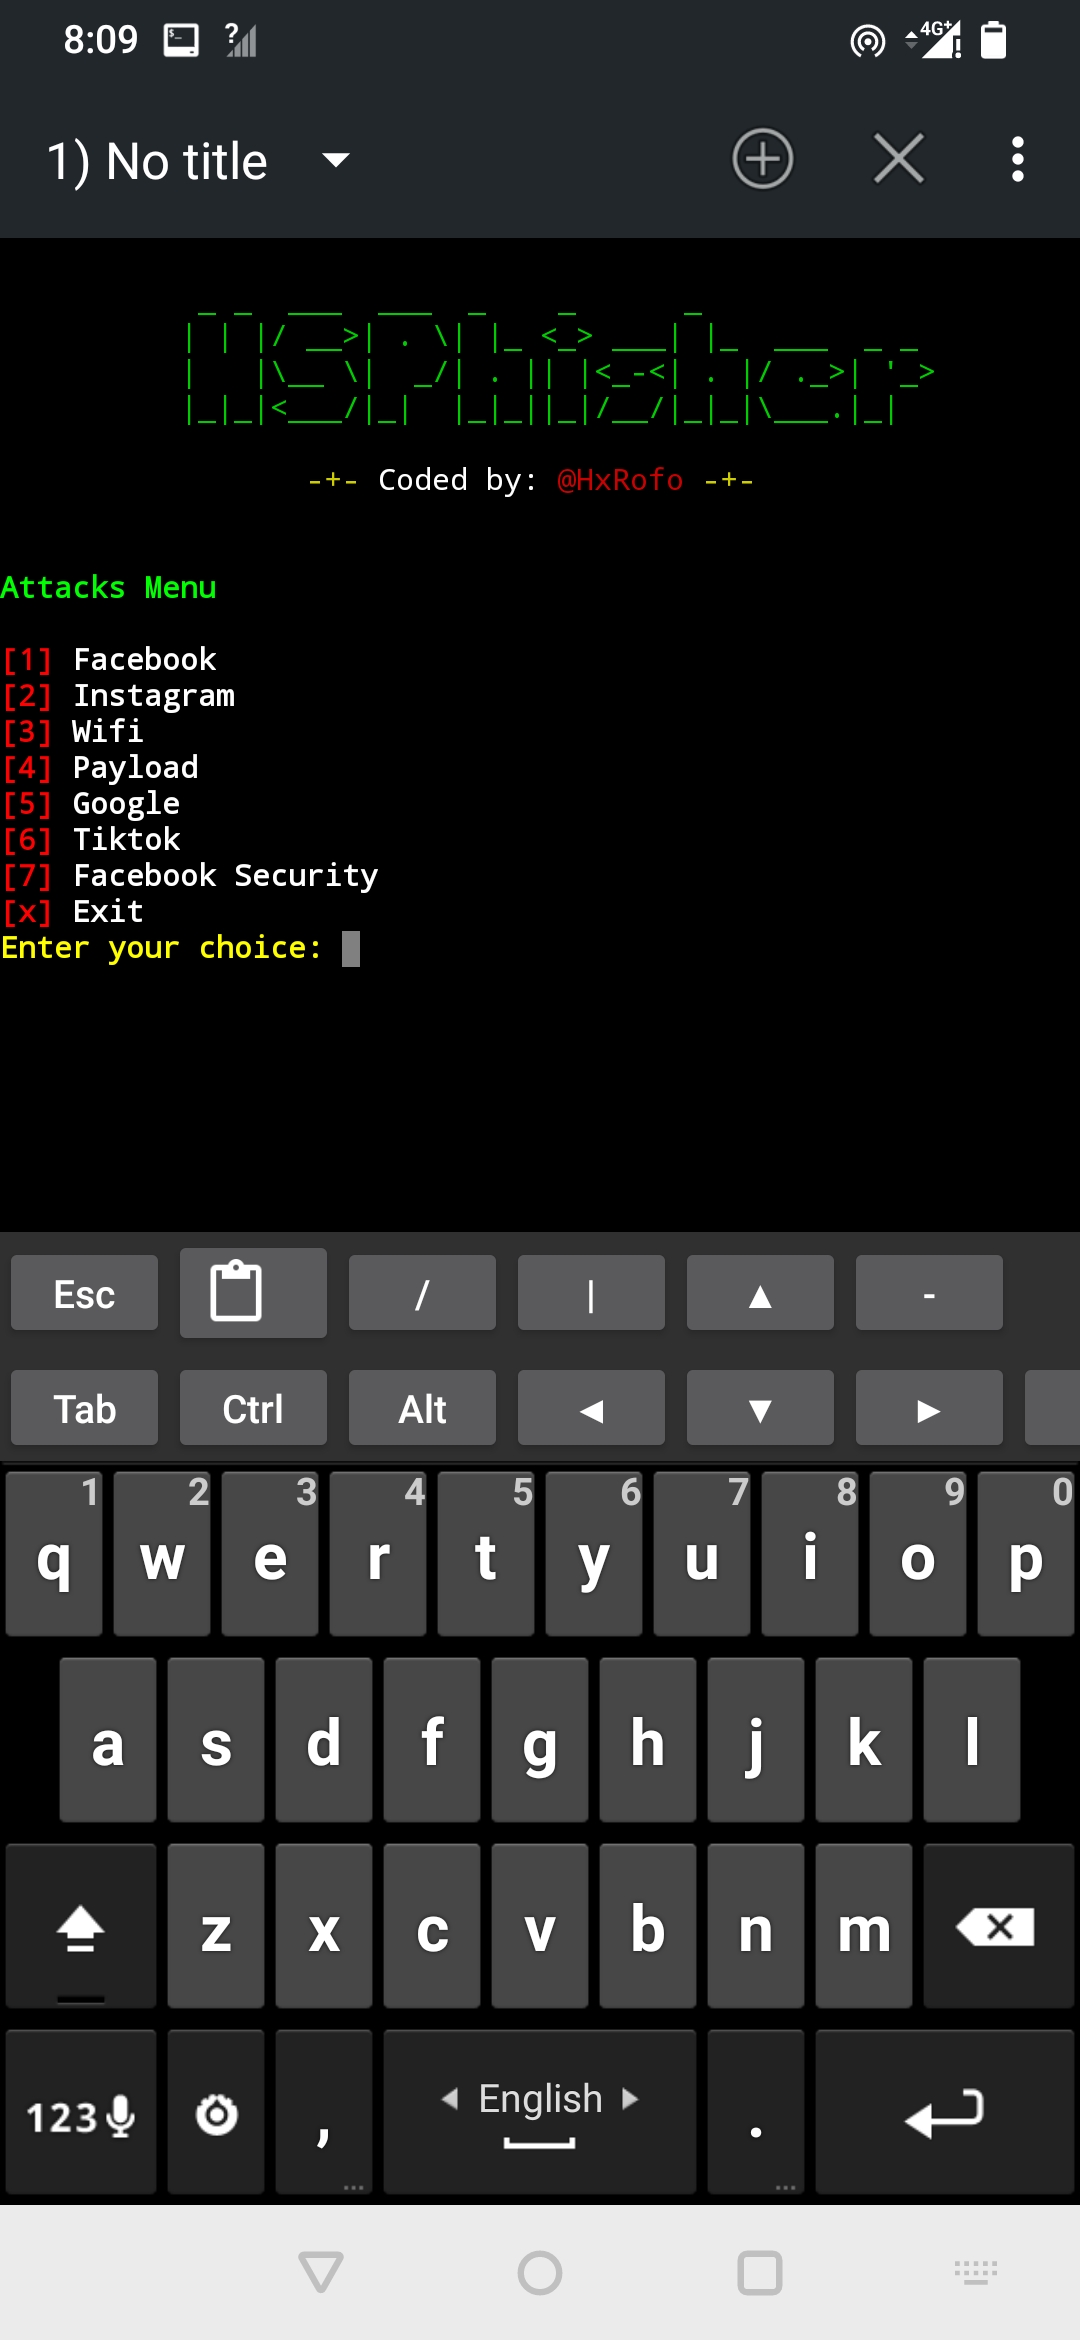 8:09
4G+
1) No title
HSPhisher
-+- Coded by: @HxRofo -+-
Attacks Menu
[1] Facebook
[2] Instagram
[3] Wifi
[4] Payload
[5] Google
[6] Tiktok
[7] Facebook Security
[x] Exit
Enter your choice:
Esc / | ▲ -
Tab Ctrl Alt ◀ ▼ ▶
1 2 3 4 5 6 7 8 9 0
q w e r t y u i o p
a s d f g h j k l
z x c v b n m
123 , English .